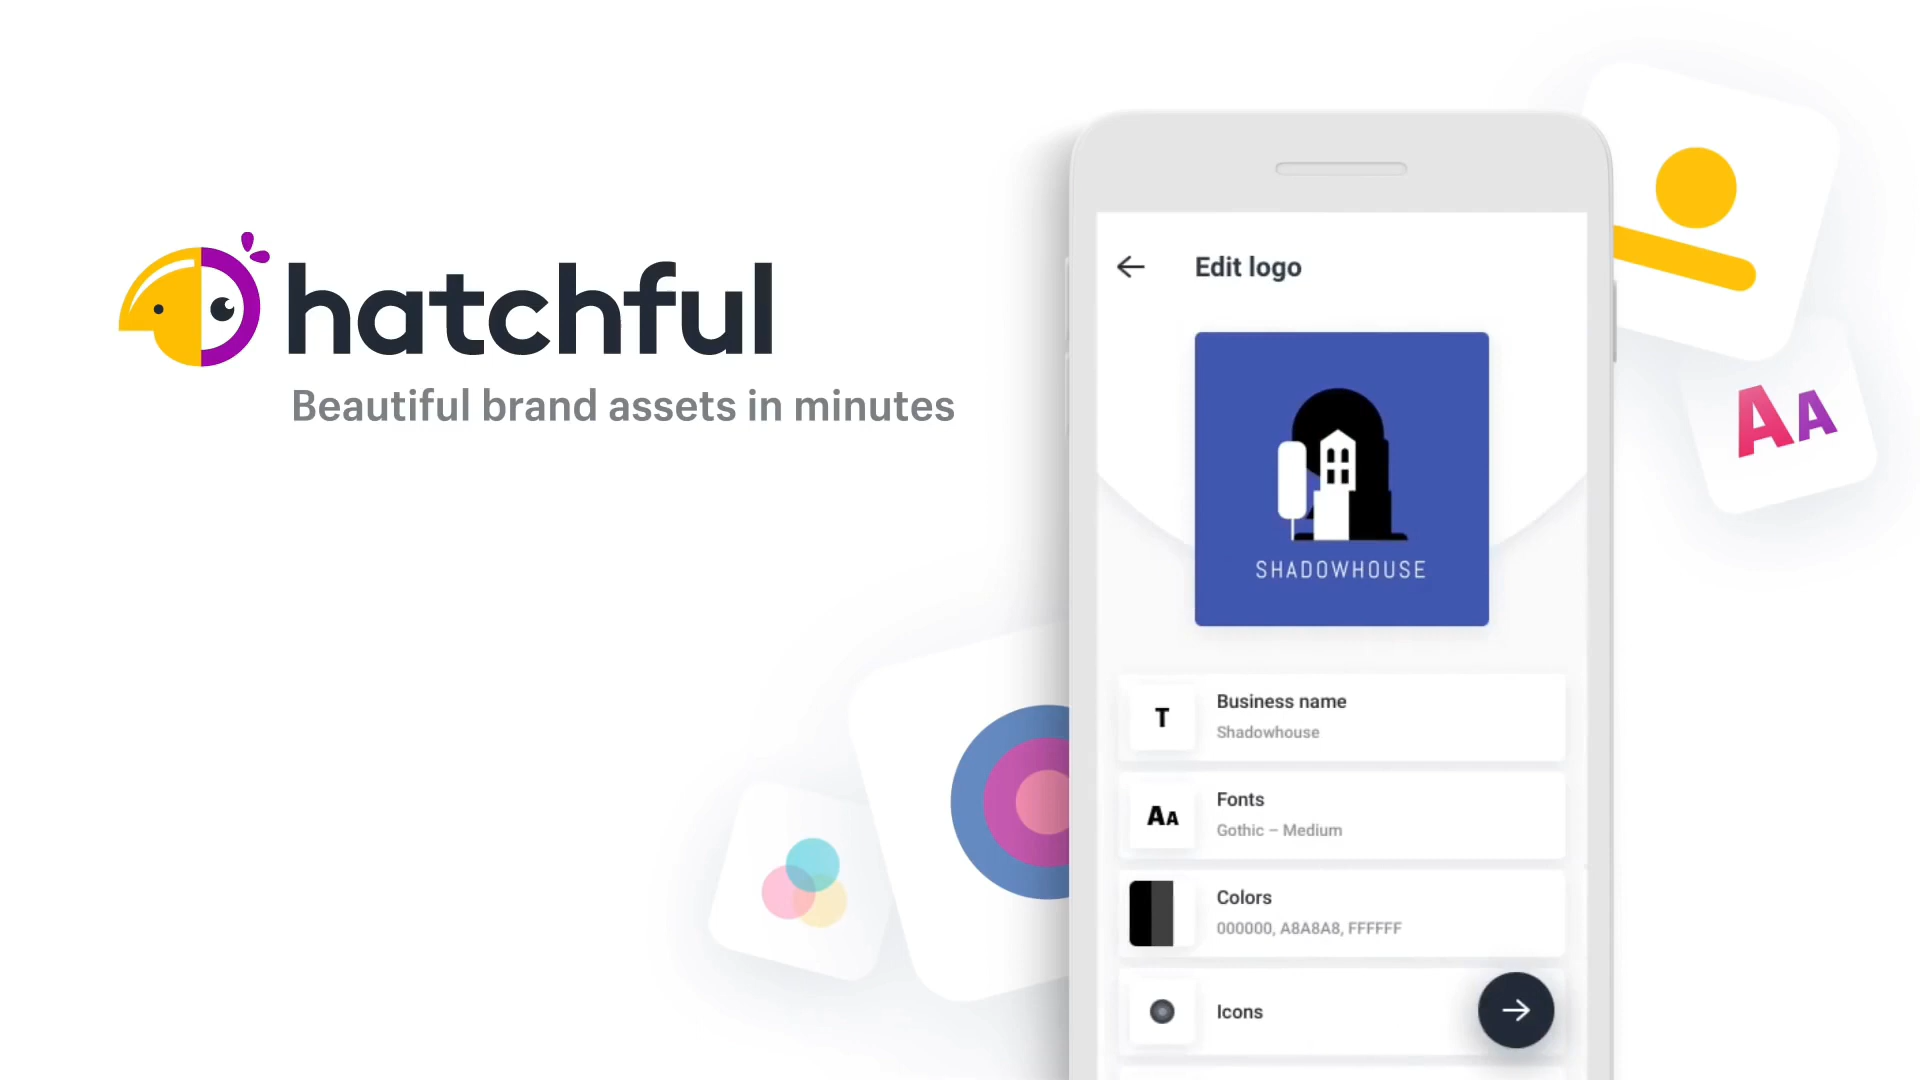 hatchful
Beautiful brand assets in minutes
Edit logo
SHADOWHOUSE
T
Business name
Shadowhouse
AA
Fonts
Gothic – Medium
Colors
000000, A8A8A8, FFFFFF
Icons
AA